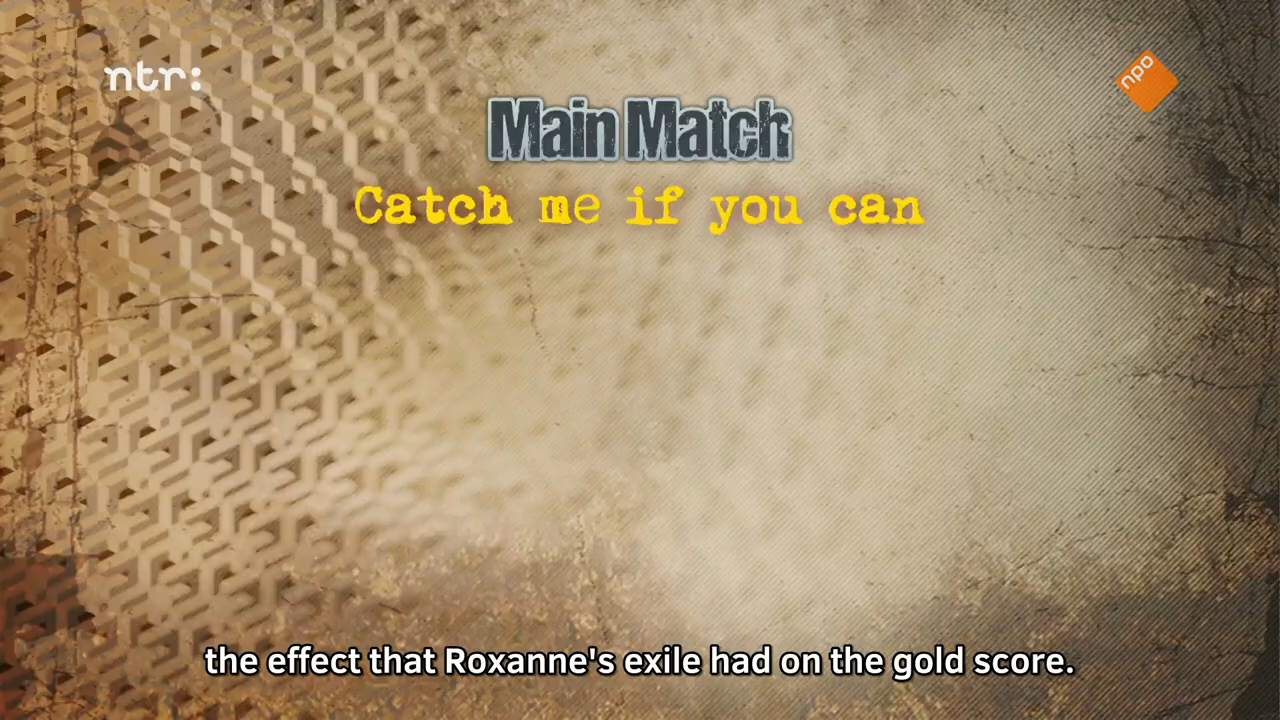 ntr:
npo
Main Match
Catch me if you can
the effect that Roxanne's exile had on the gold score.